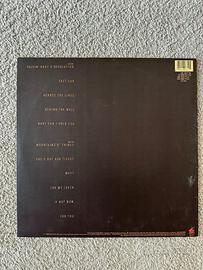 TALKIN' BOUT A REVOLUTION
FAST CAR
ACROSS THE LINES
BEHIND THE WALL
BABY CAN I HOLD YOU
MOUNTAINS O' THINGS
SHE'S GOT HER TICKET
WHY?
FOR MY LOVER
IF NOT NOW
FOR YOU